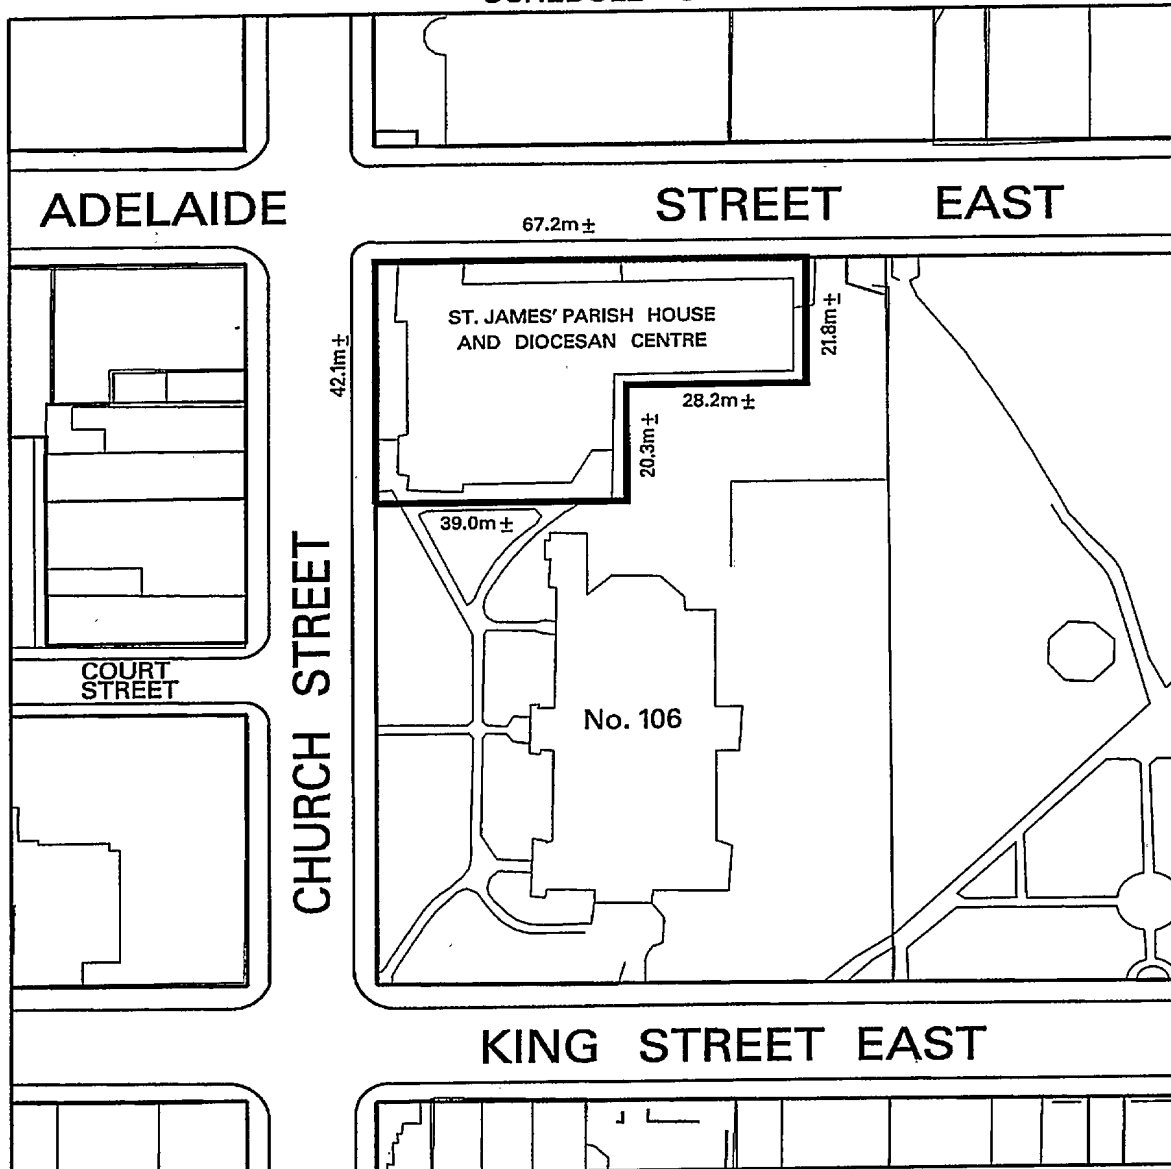 ADELAIDE STREET EAST
67.2m±
ST. JAMES' PARISH HOUSE
AND DIOCESAN CENTRE
21.8m±
42.1m±
28.2m±
20.3m±
39.0m±
CHURCH STREET
COURT
STREET
No. 106
KING STREET EAST